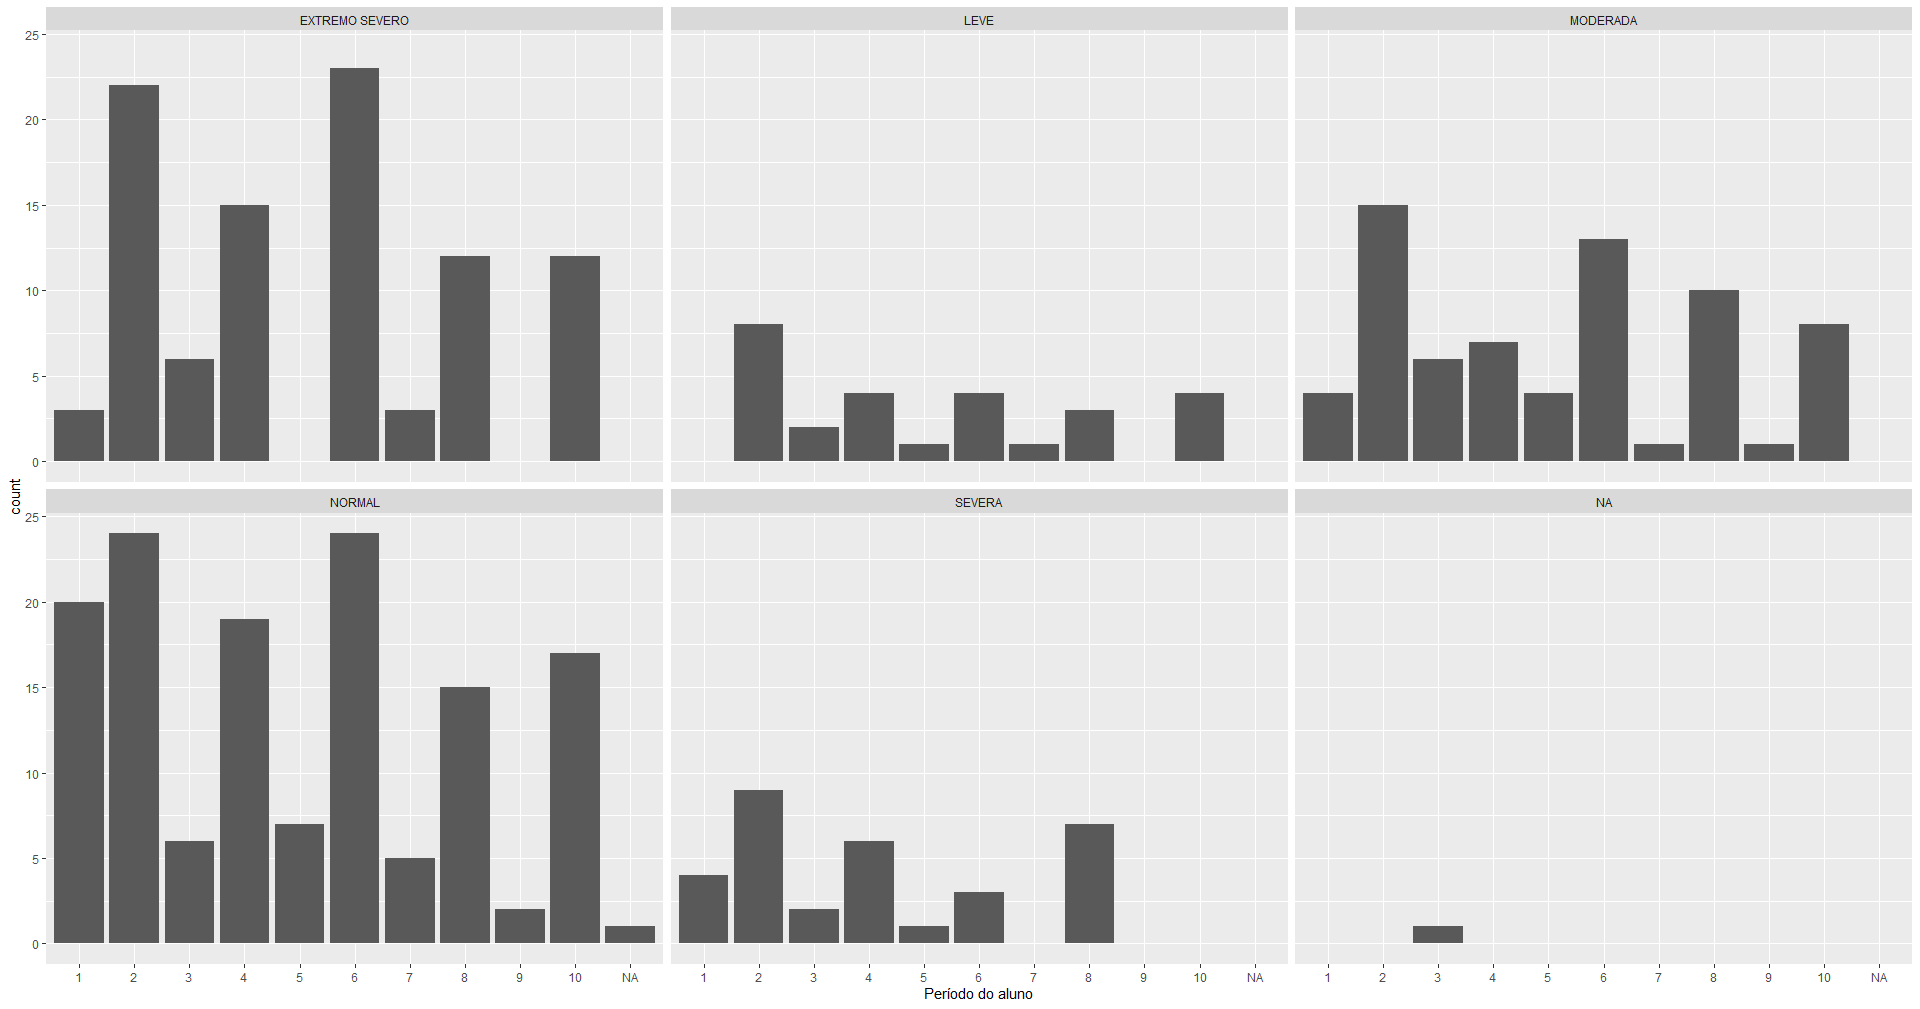 EXTREMO SEVERO LEVE MODERADA
25
20
15
10
5
0
count
NORMAL SEVERA NA
25
20
15
10
5
0
1 2 3 4 5 6 7 8 9 10 NA 1 2 3 4 5 6 7 8 9 10 NA 1 2 3 4 5 6 7 8 9 10 NA
Período do aluno